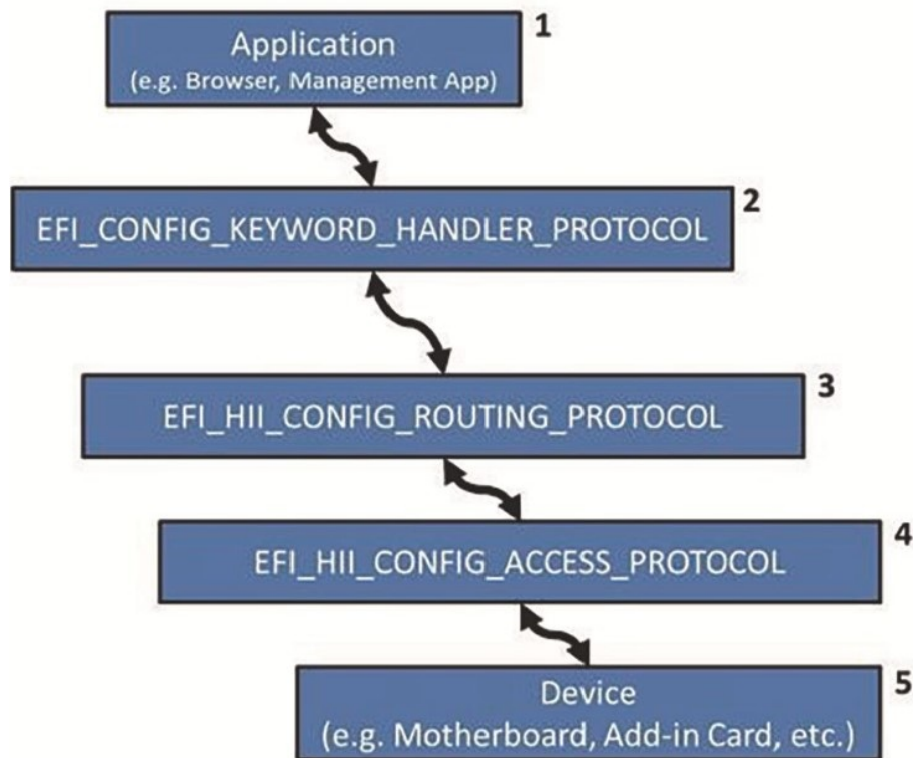 1
Application
(e.g. Browser, Management App)
2
EFI_CONFIG_KEYWORD_HANDLER_PROTOCOL
3
EFI_HII_CONFIG_ROUTING_PROTOCOL
4
EFI_HII_CONFIG_ACCESS_PROTOCOL
5
Device
(e.g. Motherboard, Add-in Card, etc.)